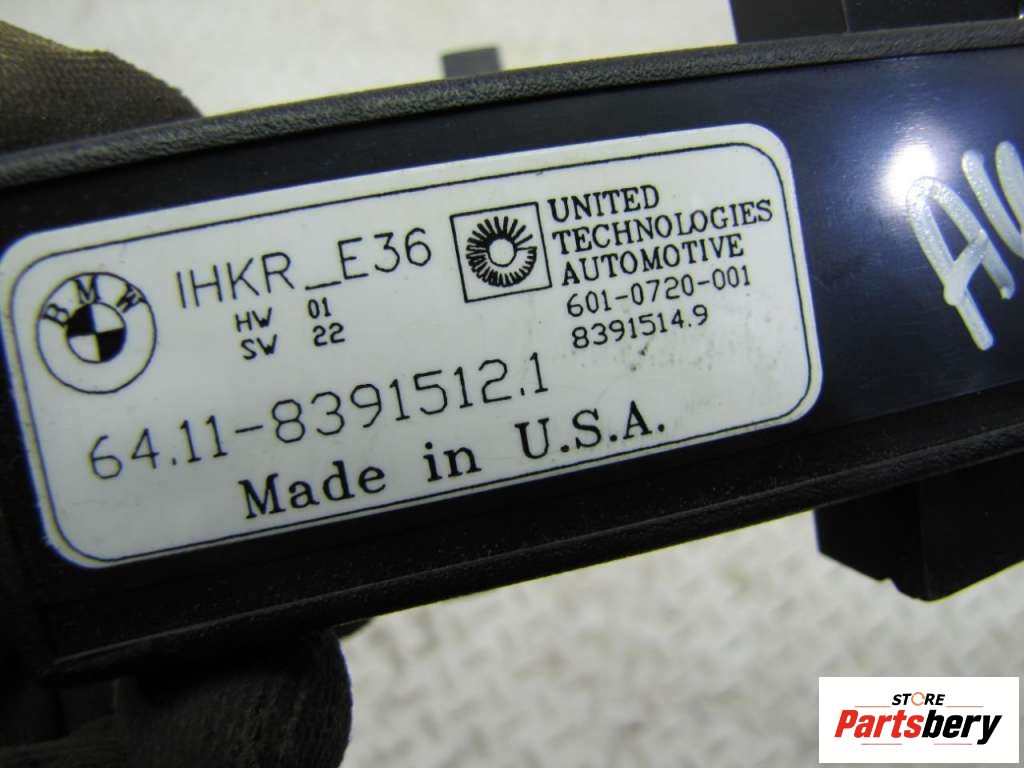 BMW
IHKR_E36
HW 01
SW 22
UNITED
TECHNOLOGIES
AUTOMOTIVE
601-0720-001
8391514.9
64.11-8391512.1
Made in U.S.A.
STORE
Partsbery